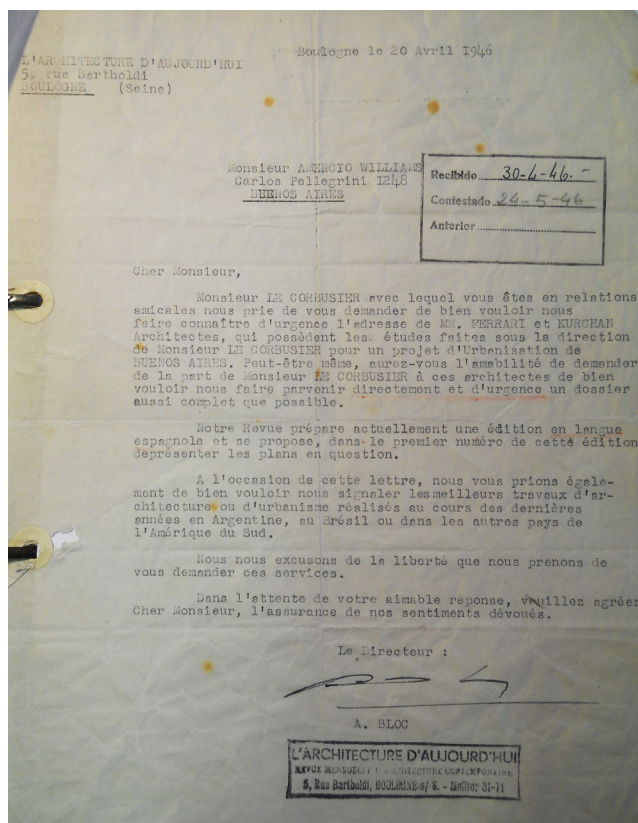 Boulogne le 20 Avril 1946
L'ARCHITECTURE D'AUJOURD'HUI
5, rue Bartholdi
BOULOGNE (Seine)
Monsieur AMENCIO WILLIAMS
Carlos Pellegrini 1248
BUENOS AIRES
Recibido 30-4-46.-
Contestado 24-5-46
Anterior
Cher Monsieur,
Monsieur LE CORBUSIER avec lequel vous êtes en relations
amicales nous prie de vous demander de bien vouloir nous
faire connaître d'urgence l'adresse de MM. FERRARI et KURCHAN
Architectes, qui possèdent les études faites sous la direction
de Monsieur LE CORBUSIER pour un projet d'Urbanisation de
BUENOS AIRES. Peut-être même, aurez-vous l'amabilité de demander
de la part de Monsieur LE CORBUSIER à ces architectes de bien
vouloir nous faire parvenir directement et d'urgence un dossier
aussi complet que possible.
Notre Revue prépare actuellement une édition en langue
espagnole et se propose, dans le premier numéro de cette édition
deprésenter les plans en question.
A l'occasion de cette lettre, nous vous prions égale-
ment de bien vouloir nous signaler lesmeilleurs travaux d'ar-
chitecture ou d'urbanisme réalisés au cours des dernières
années en Argentine, au Brésil ou dans les autres pays de
l'Amérique du Sud.
Nous nous excusons de la liberté que nous prenons de
vous demander ces services.
Dans l'attente de votre aimable reponse, veuillez agréer
Cher Monsieur, l'assurance de nos sentiments dévoués.
Le Directeur :
A. BLOC
L'ARCHITECTURE D'AUJOURD'HUI
REVUE MENSUELLE D'ARCHITECTURE CONTEMPORAINE
5, Rue Bartholdi, BOULOGNE-s/ S. - Molitor 31-71